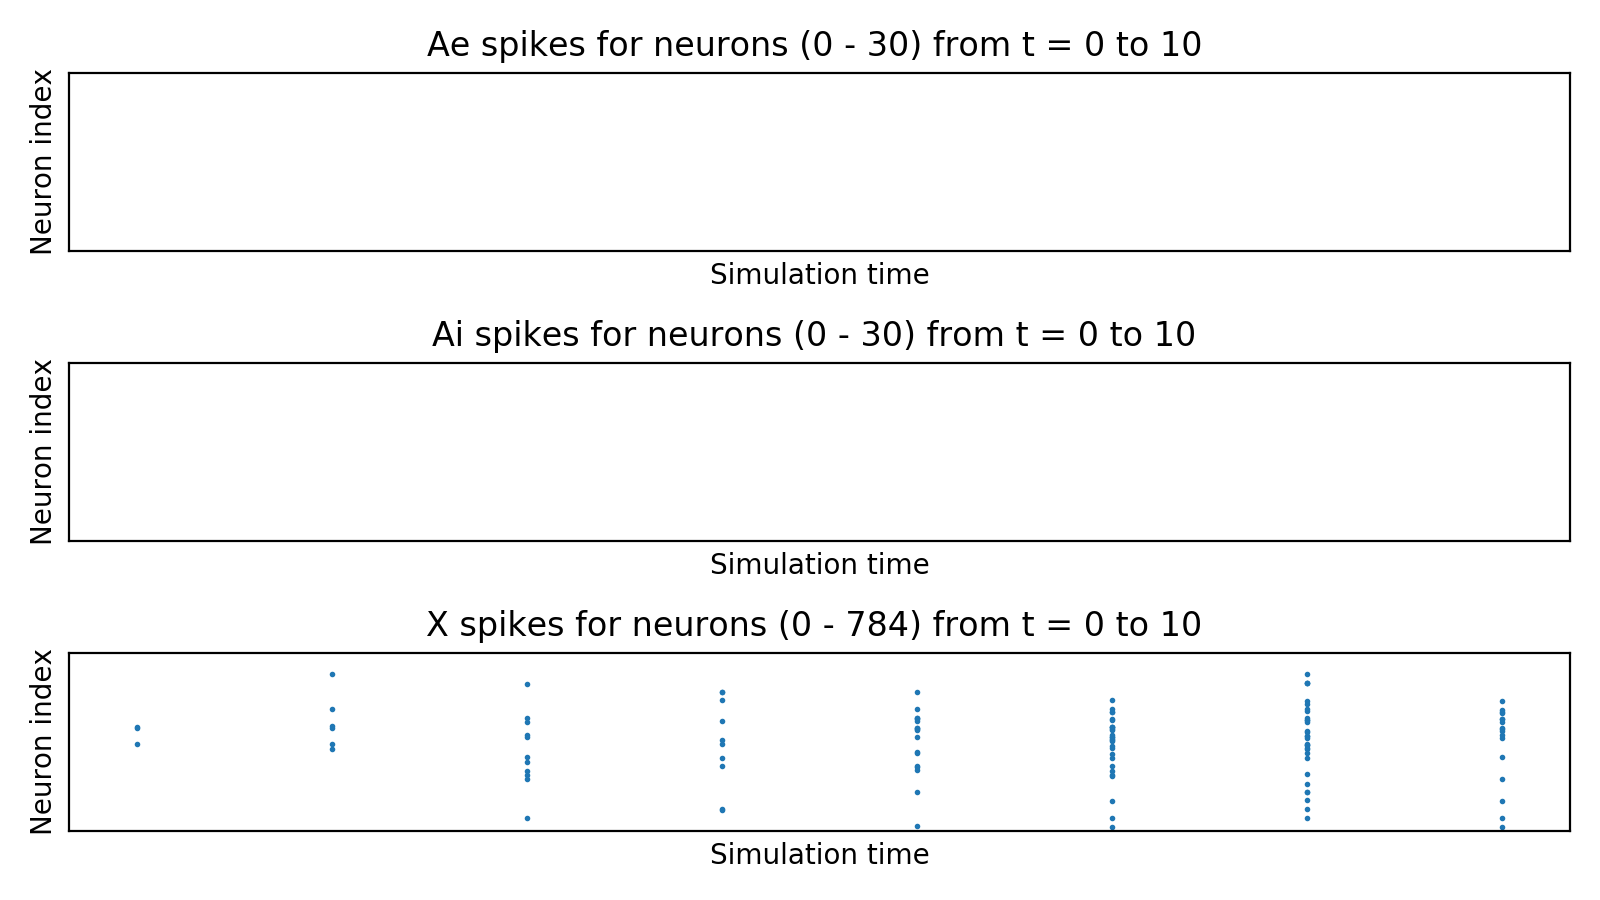 Ae spikes for neurons (0 - 30) from t = 0 to 10
Neuron index
Simulation time
Ai spikes for neurons (0 - 30) from t = 0 to 10
Neuron index
Simulation time
X spikes for neurons (0 - 784) from t = 0 to 10
Neuron index
Simulation time